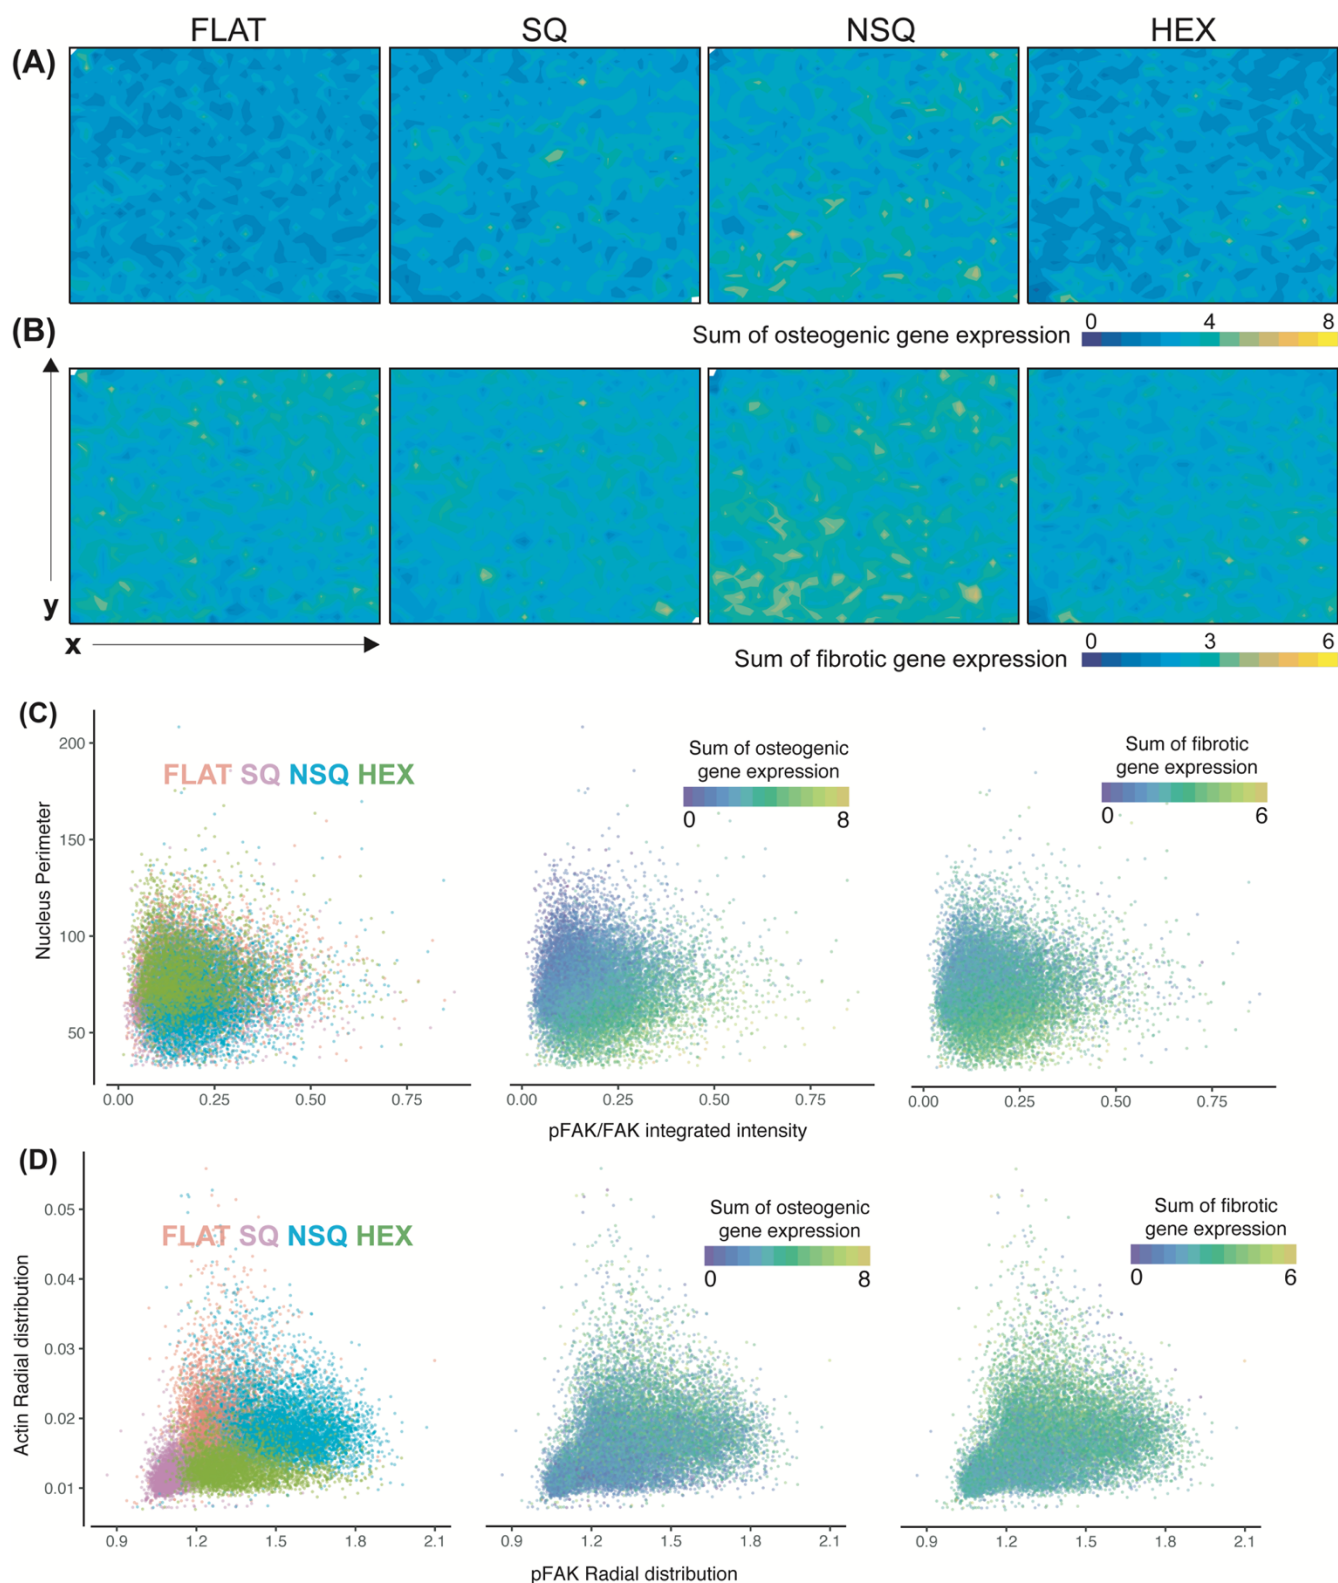 FLAT SQ NSQ HEX
(A)
Sum of osteogenic gene expression 0 4 8
(B)
y
x
Sum of fibrotic gene expression 0 3 6
(C)
Nucleus Perimeter
200
150
100
50
FLAT SQ NSQ HEX
Sum of osteogenic
gene expression
0 8
Sum of fibrotic
gene expression
0 6
0.00 0.25 0.50 0.75
0.00 0.25 0.50 0.75
0.00 0.25 0.50 0.75
pFAK/FAK integrated intensity
(D)
Actin Radial distribution
0.05
0.04
0.03
0.02
0.01
FLAT SQ NSQ HEX
Sum of osteogenic
gene expression
0 8
Sum of fibrotic
gene expression
0 6
0.9 1.2 1.5 1.8 2.1
0.9 1.2 1.5 1.8 2.1
0.9 1.2 1.5 1.8 2.1
pFAK Radial distribution